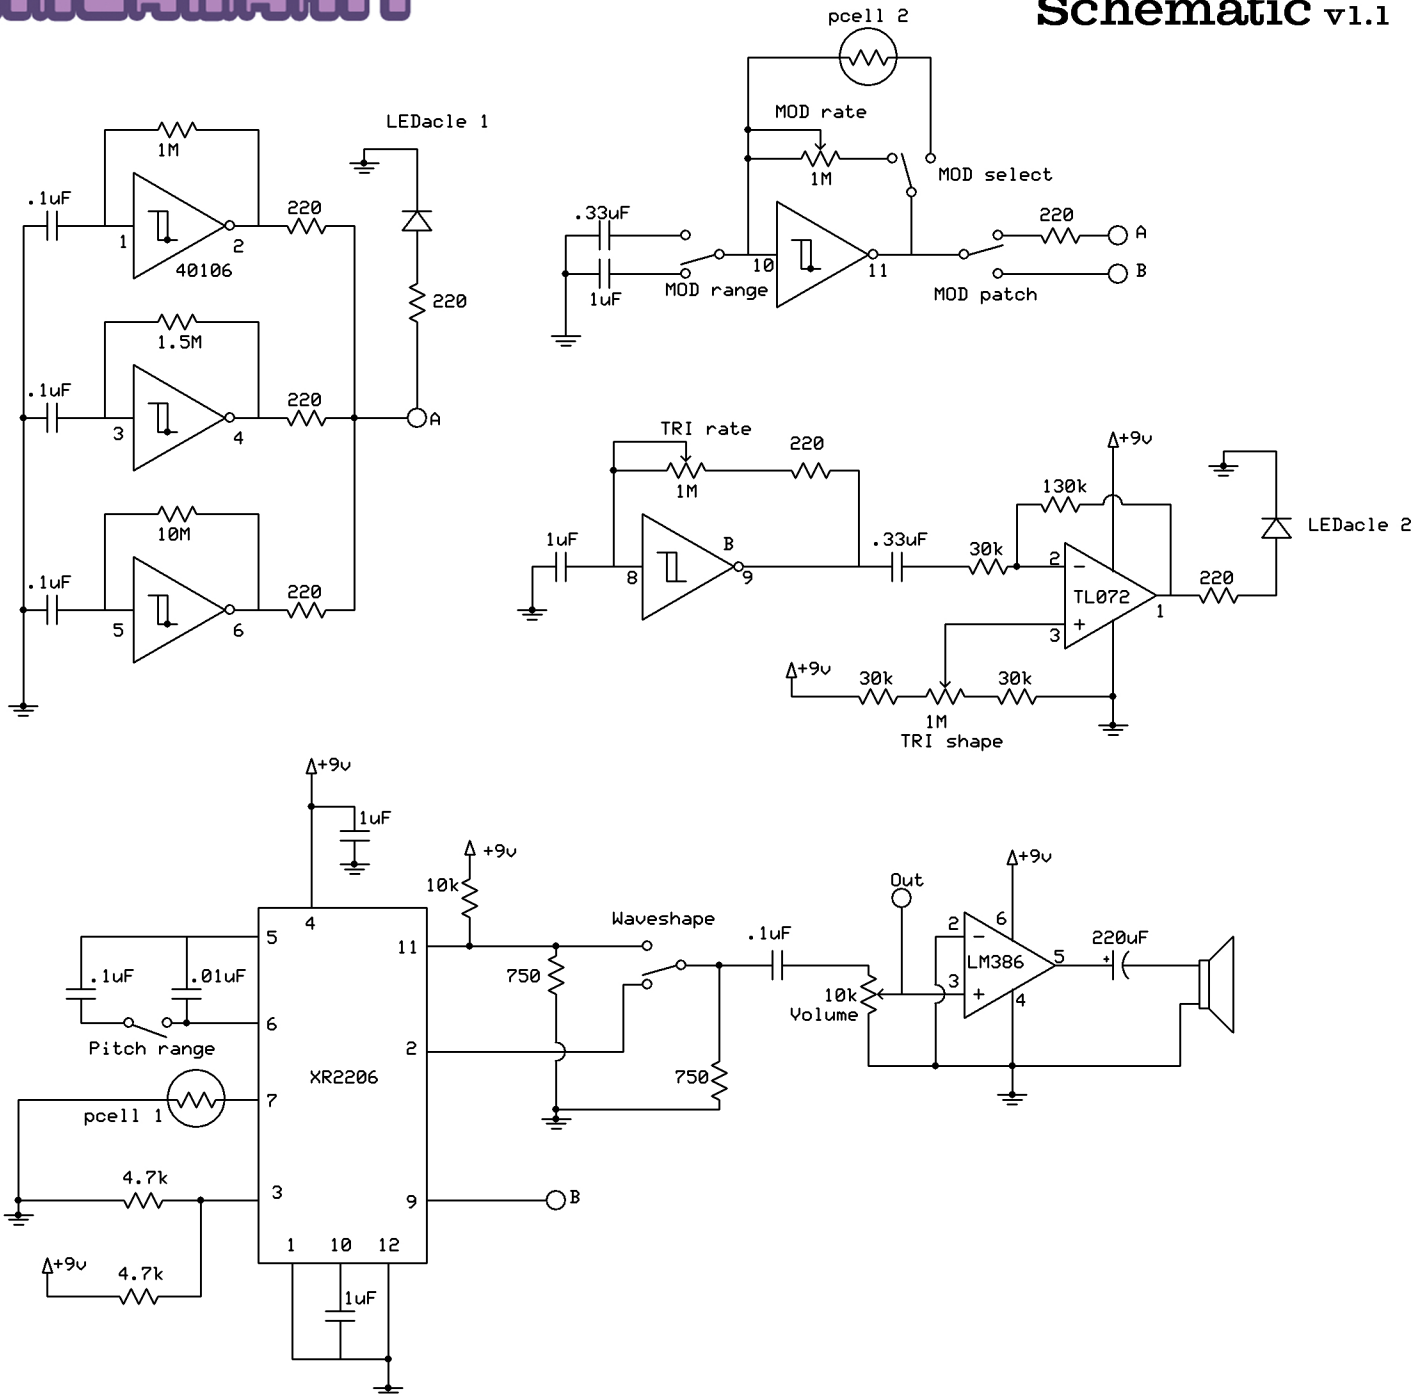 Schematic v1.1
pcell 2
MOD rate
1M
MOD select
.33uF
1uF
MOD range
10
11
MOD patch
220
A
B
LEDacle 1
1M
.1uF
1
2
40106
220
220
1.5M
.1uF
3
4
220
A
10M
.1uF
5
6
220
TRI rate
1M
220
1uF
8
B
9
.33uF
30k
130k
+9v
2
−
TL072
+
3
1
220
LEDacle 2
+9v
30k
1M
30k
TRI shape
+9v
1uF
4
5
.1uF
.01uF
6
Pitch range
XR2206
7
pcell 1
4.7k
3
+9v
4.7k
1
10
12
1uF
+9v
10k
11
750
2
9
B
Waveshape
.1uF
750
10k
Volume
Out
+9v
2
−
6
LM386
3
+
4
5
220uF
+